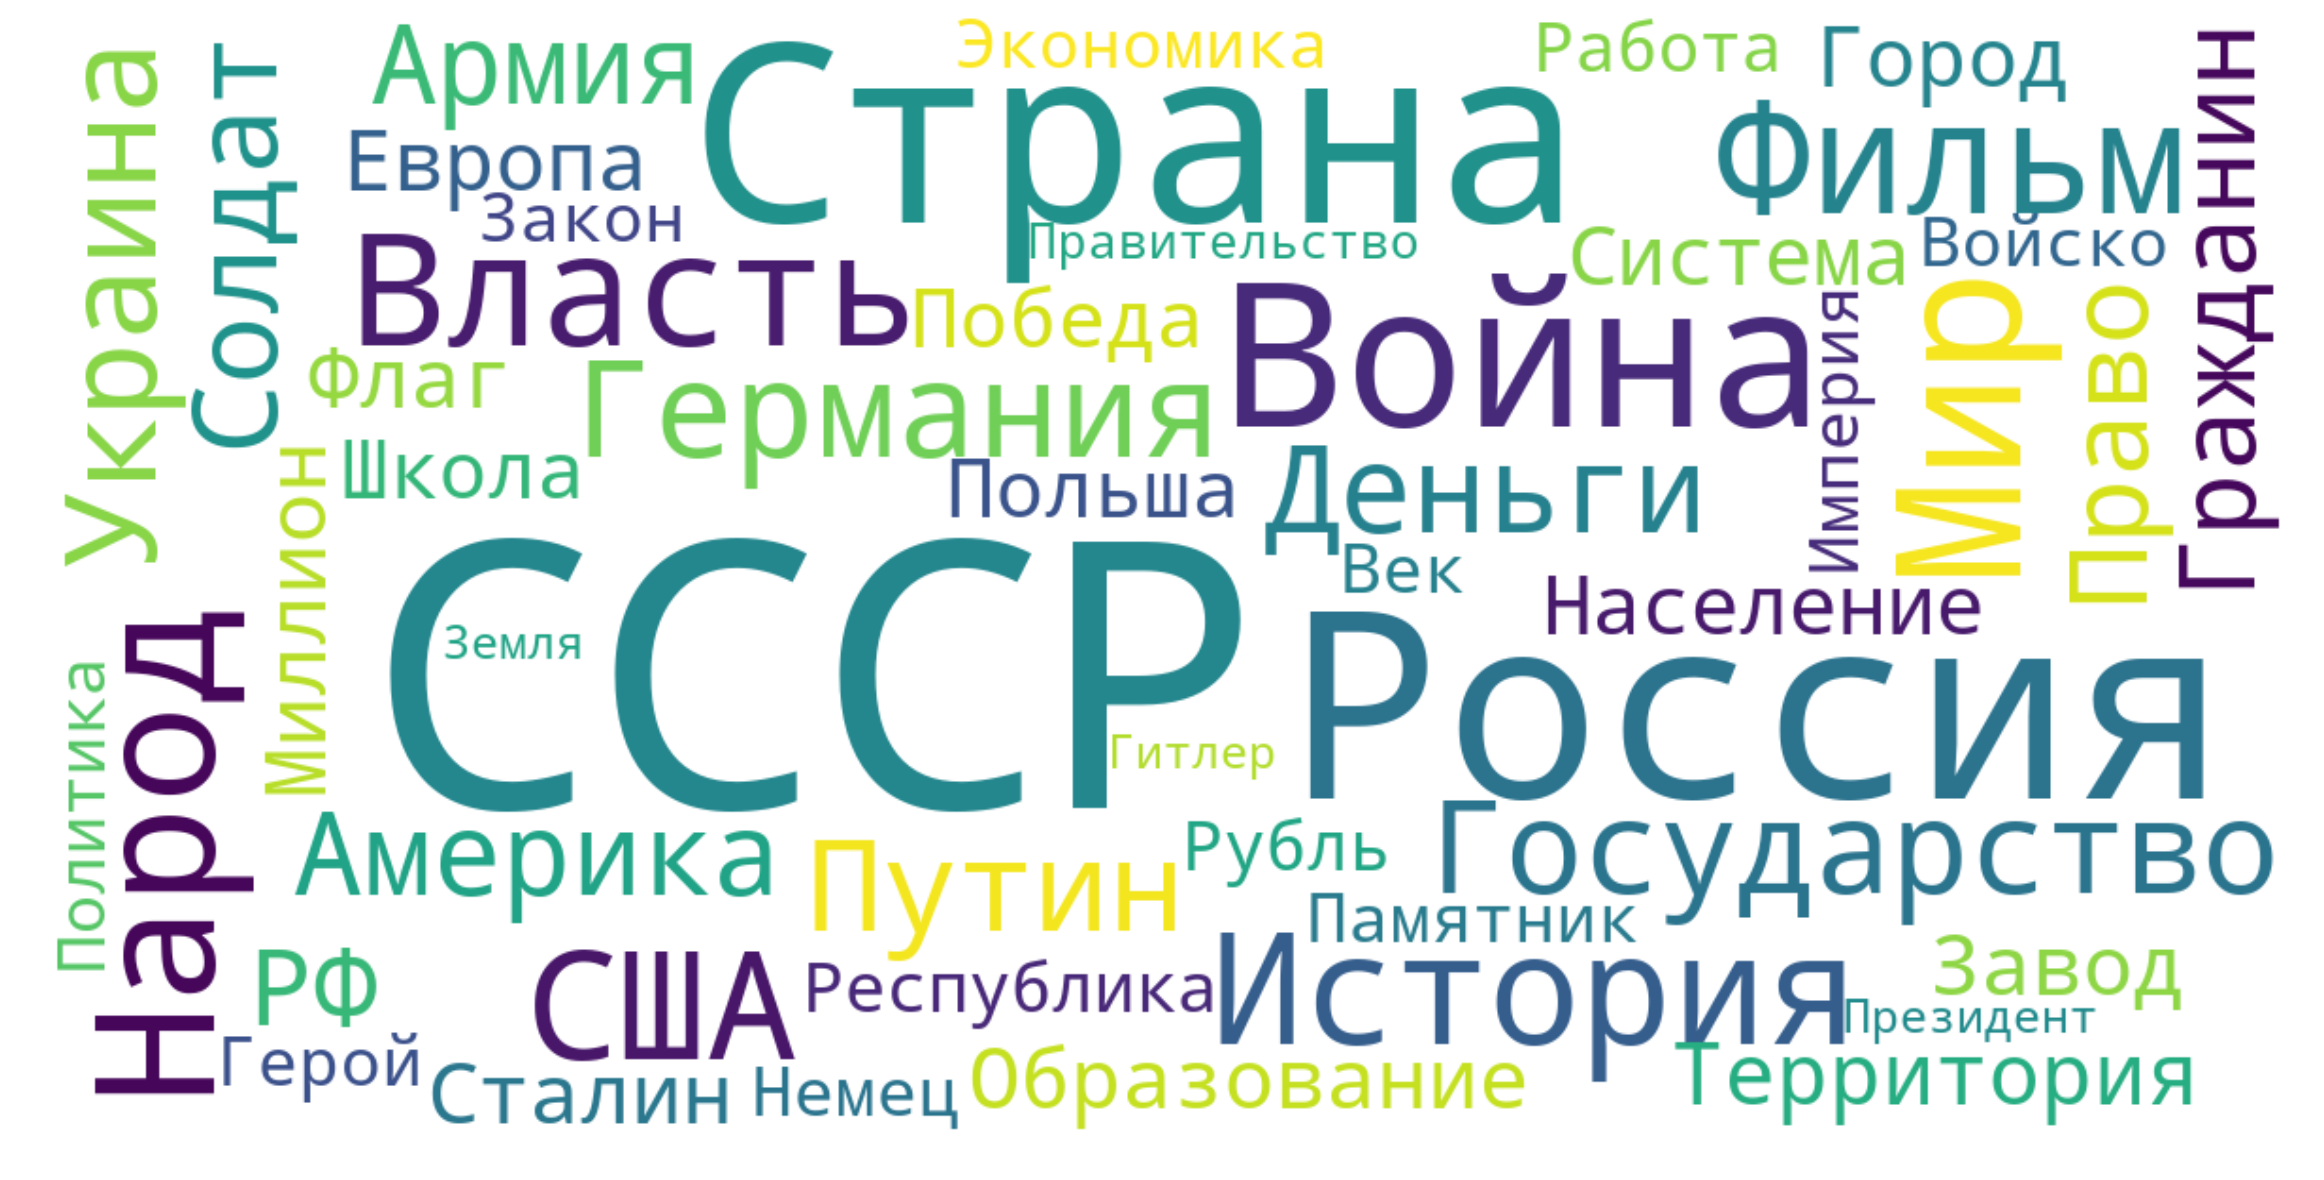 Украина
Солдат
Армия
Экономика
Работа
Город
Гражданин
Европа
Страна
Фильм
Закон
Правительство
Система
Войско
Власть
Победа
Война
Империя
Мир
Право
Флаг
Германия
Школа
Польша
Деньги
Миллион
Век
Население
СССР
Земля
Гитлер
Россия
Политика
Народ
Америка
Путин
Рубль
Государство
Памятник
РФ
США
Республика
История
Завод
Президент
Герой
Сталин
Немец
Образование
Территория